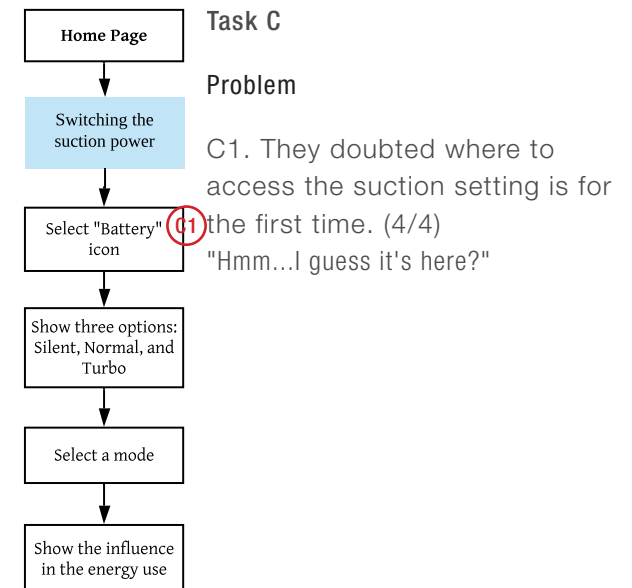 Home Page
Switching the
suction power
Select "Battery"
icon
C1
Show three options:
Silent, Normal, and
Turbo
Select a mode
Show the influence
in the energy use
Task C
Problem
C1. They doubted where to
access the suction setting is for
the first time. (4/4)
"Hmm...I guess it's here?"